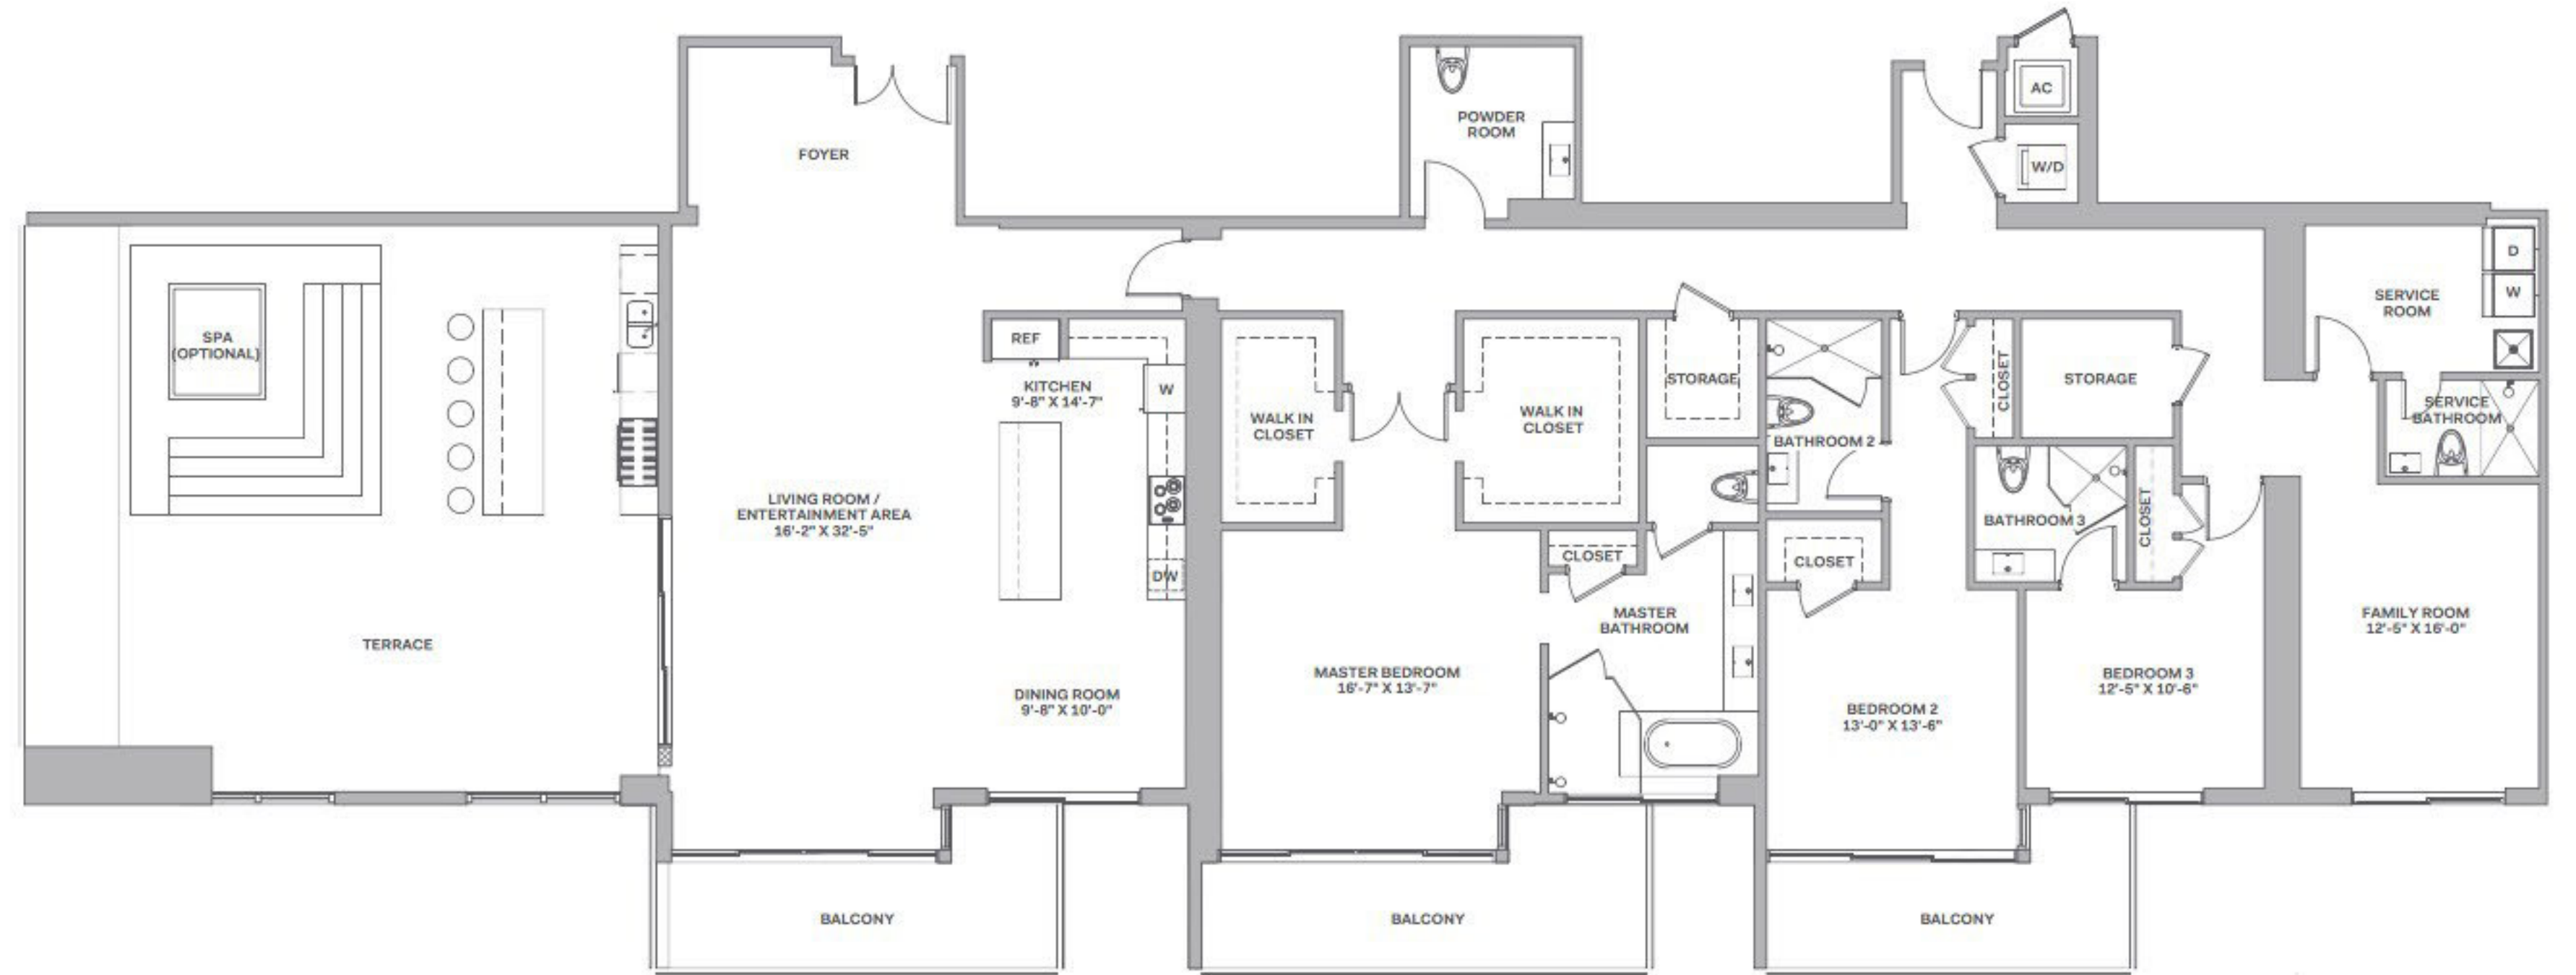 AC
POWDER
ROOM
FOYER
W/D
D
W
SERVICE
ROOM
SPA
(OPTIONAL)
REF
KITCHEN
9'-8" X 14'-7"
W
WALK IN
CLOSET
WALK IN
CLOSET
STORAGE
BATHROOM 2
CLOSET
STORAGE
SERVICE
BATHROOM
LIVING ROOM /
ENTERTAINMENT AREA
16'-2" X 32'-5"
DW
CLOSET
CLOSET
BATHROOM 3
CLOSET
MASTER
BATHROOM
FAMILY ROOM
12'-5" X 16'-0"
TERRACE
DINING ROOM
9'-8" X 10'-0"
MASTER BEDROOM
16'-7" X 13'-7"
BEDROOM 2
13'-0" X 13'-6"
BEDROOM 3
12'-5" X 10'-6"
BALCONY
BALCONY
BALCONY